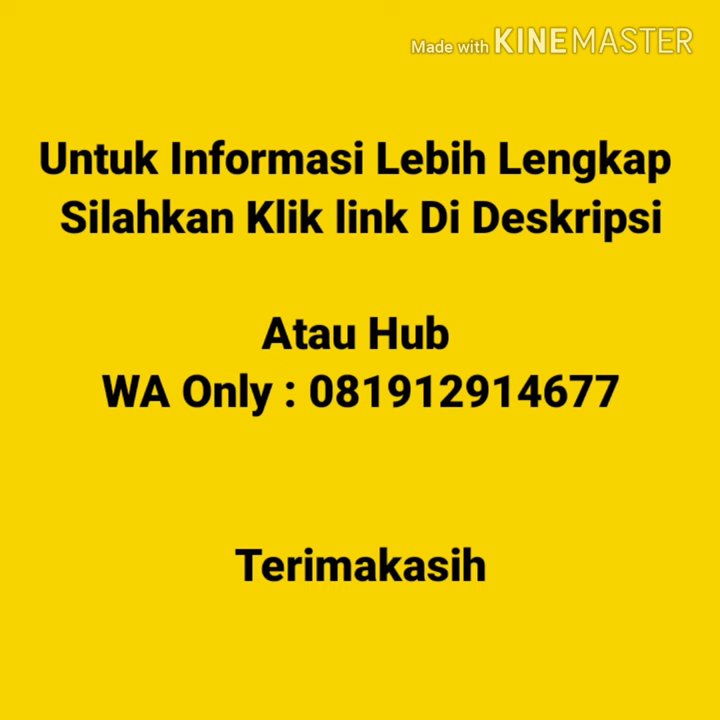 Made with KINEMASTER
Untuk Informasi Lebih Lengkap
Silahkan Klik link Di Deskripsi
Atau Hub
WA Only : 081912914677
Terimakasih